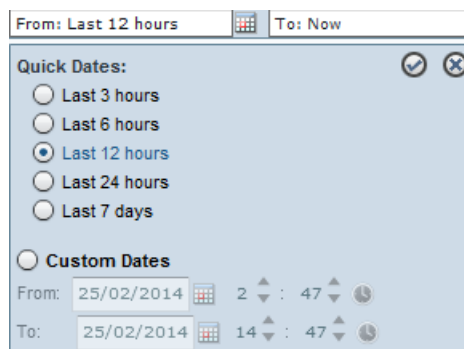 From: Last 12 hours To: Now
Quick Dates:
Last 3 hours
Last 6 hours
Last 12 hours
Last 24 hours
Last 7 days
Custom Dates
From: 25/02/2014 2 : 47
To: 25/02/2014 14 : 47